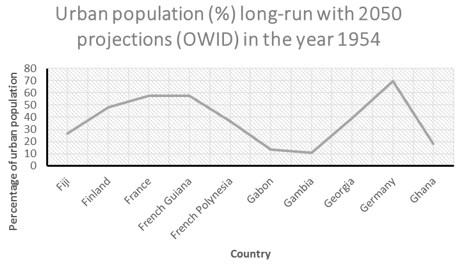 Urban population (%) long-run with 2050
projections (OWID) in the year 1954
Percentage of urban population
80
70
60
50
40
30
20
10
0
Fiji
Finland
France
French Guiana
French Polynesia
Gabon
Gambia
Georgia
Germany
Ghana
Country